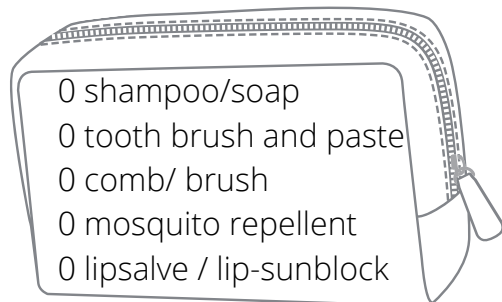 0 shampoo/soap
0 tooth brush and paste
0 comb/ brush
0 mosquito repellent
0 lipsalve / lip-sunblock